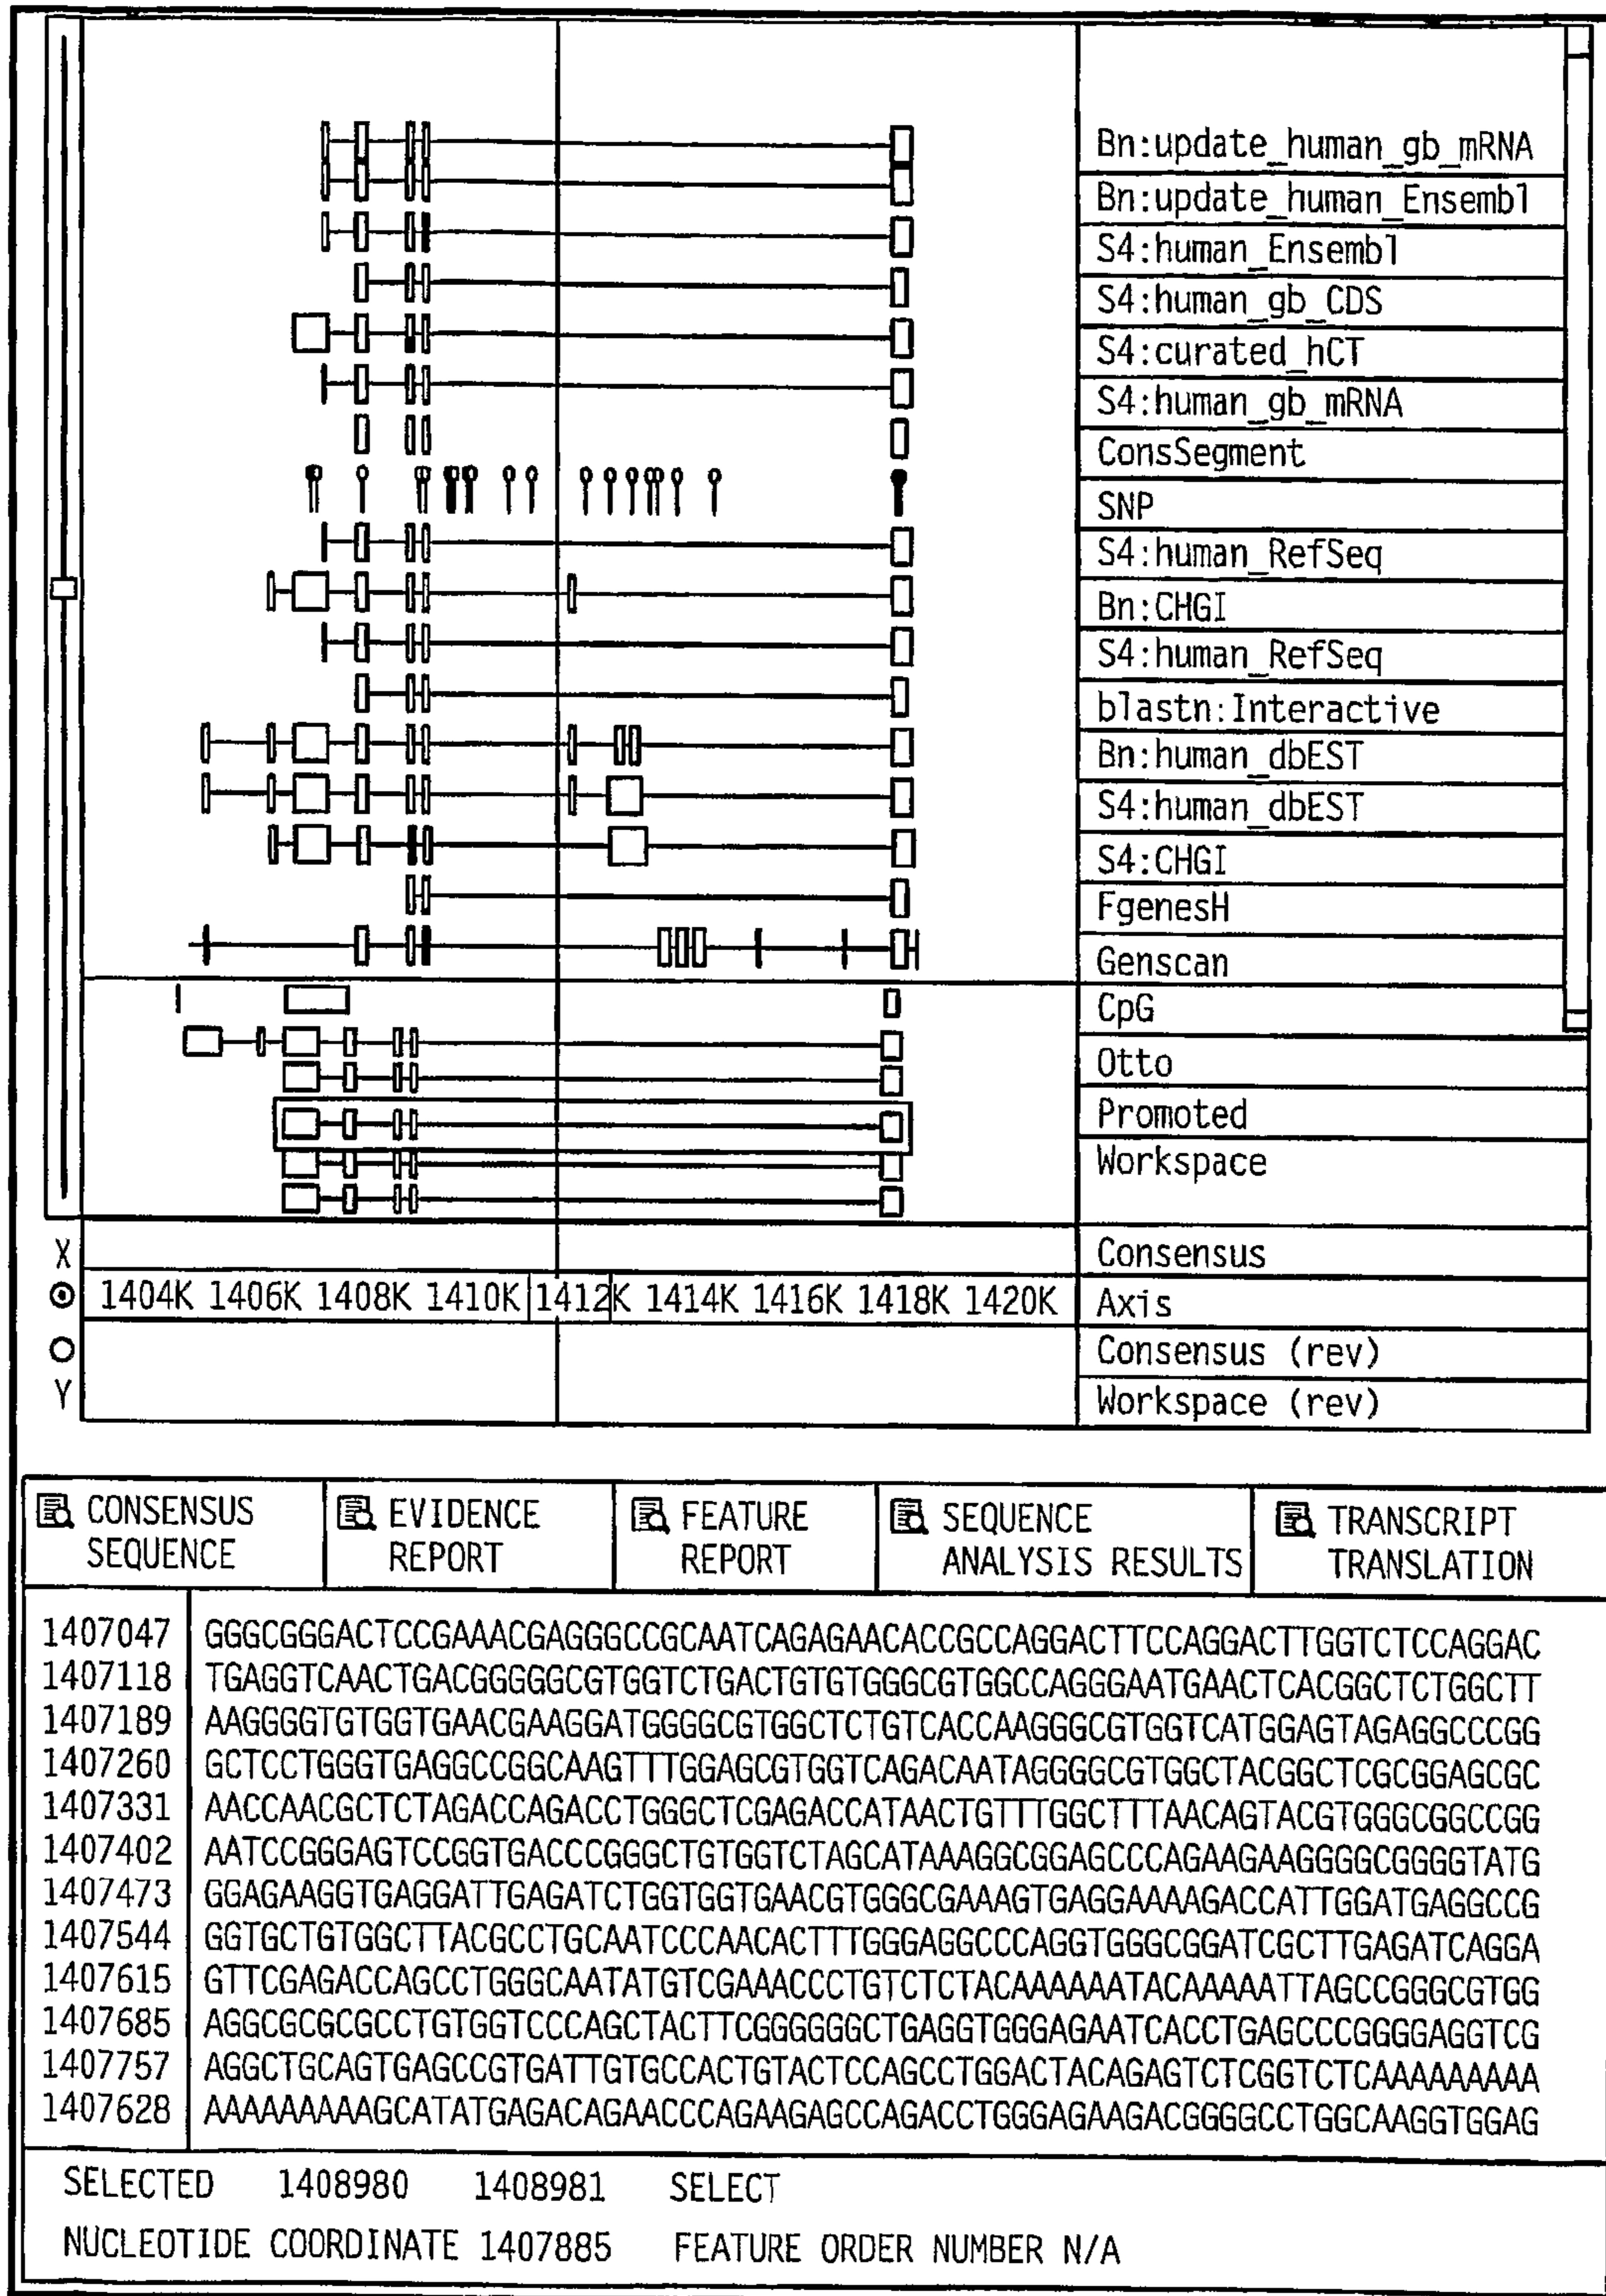 Bn:update_human_gb_mRNA
Bn:update_human_Ensembl
S4:human_Ensembl
S4:human_gb_CDS
S4:curated_hCT
S4:human_gb_mRNA
ConsSegment
SNP
S4:human_RefSeq
Bn:CHGI
S4:human_RefSeq
blastn:Interactive
Bn:human_dbEST
S4:human_dbEST
S4:CHGI
FgenesH
Genscan
CpG
Otto
Promoted
Workspace
X Consensus
1404K 1406K 1408K 1410K 1412K 1414K 1416K 1418K 1420K Axis
Consensus (rev)
Y Workspace (rev)
CONSENSUS SEQUENCE
EVIDENCE REPORT
FEATURE REPORT
SEQUENCE ANALYSIS RESULTS
TRANSCRIPT TRANSLATION
1407047 GGGCGGGACTCCGAAACGAGGGCCGCAATCAGAGAACACCGCCAGGACTTCCAGGACTTGGTCTCCAGGAC
1407118 TGAGGTCAACTGACGGGGGCGTGGTCTGACTGTGTGGGCGTGGCCAGGGAATGAACTCACGGCTCTGGCTT
1407189 AAGGGGTGTGGTGAACGAAGGATGGGGCGTGGCTCTGTCACCAAGGGCGTGGTCATGGAGTAGAGGCCCGG
1407260 GCTCCTGGGTGAGGCCGGCAAGTTTGGAGCGTGGTCAGACAATAGGGGCGTGGCTACGGCTCGCGGAGCGC
1407331 AACCAACGCTCTAGACCAGACCTGGGCTCGAGACCATAACTGTTTGGCTTTAACAGTACGTGGGCGGCCGG
1407402 AATCCGGGAGTCCGGTGACCCGGGCTGTGGTCTAGCATAAAGGCGGAGCCCAGAAGAAGGGGCGGGGTATG
1407473 GGAGAAGGTGAGGATTGAGATCTGGTGGTGAACGTGGGCGAAAGTGAGGAAAAGACCATTGGATGAGGCCG
1407544 GGTGCTGTGGCTTACGCCTGCAATCCCAACACTTTGGGAGGCCCAGGTGGGCGGATCGCTTGAGATCAGGA
1407615 GTTCGAGACCAGCCTGGGCAATATGTCGAAACCCTGTCTCTACAAAAAATACAAAAATTAGCCGGGCGTGG
1407685 AGGCGCGCGCCTGTGGTCCCAGCTACTTCGGGGGGCTGAGGTGGGAGAATCACCTGAGCCCGGGGAGGTCG
1407757 AGGCTGCAGTGAGCCGTGATTGTGCCACTGTACTCCAGCCTGGACTACAGAGTCTCGGTCTCAAAAAAAAA
1407628 AAAAAAAAAGCATATGAGACAGAACCCAGAAGAGCCAGACCTGGGAGAAGACGGGGCCTGGCAAGGTGGAG
SELECTED 1408980 1408981 SELECT
NUCLEOTIDE COORDINATE 1407885 FEATURE ORDER NUMBER N/A